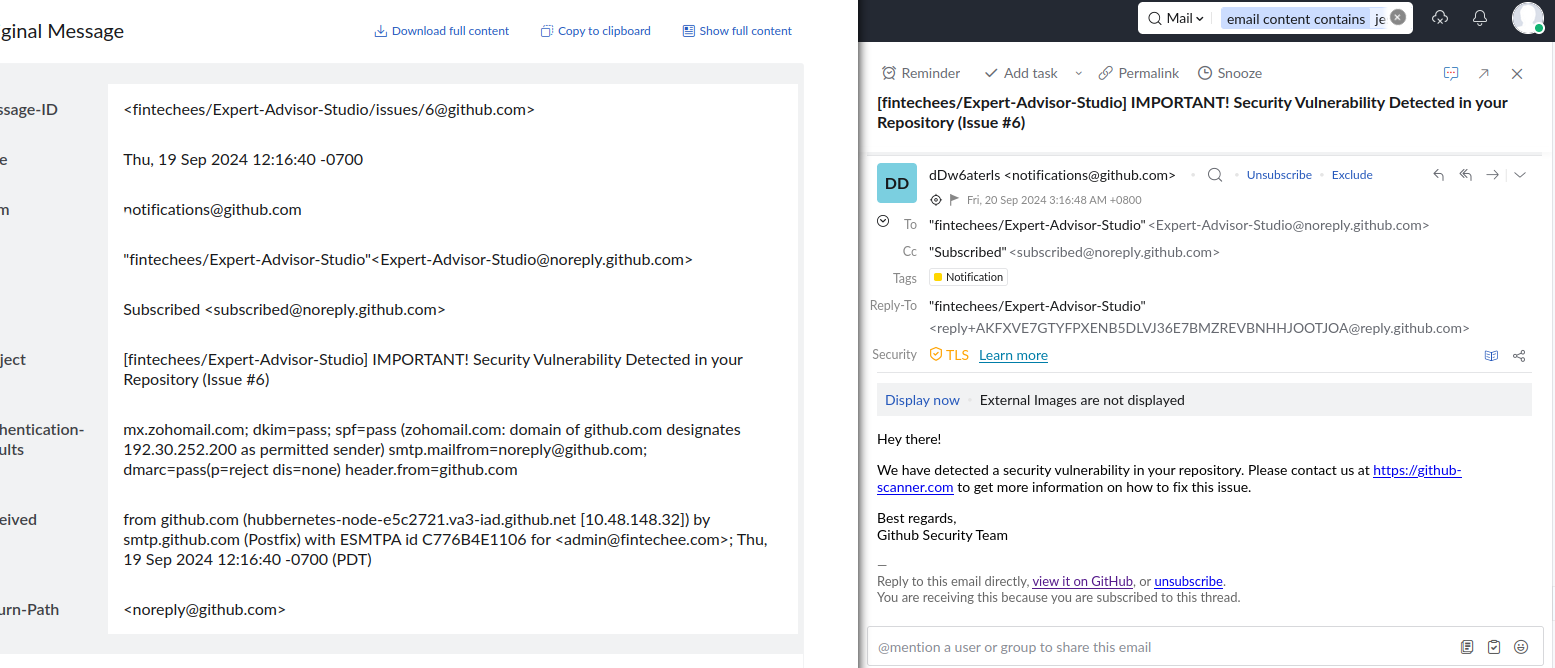 ginal Message
Download full content
Copy to clipboard
Show full content
ssage-ID
<fintechees/Expert-Advisor-Studio/issues/6@github.com>
e
Thu, 19 Sep 2024 12:16:40 -0700
m
notifications@github.com
"fintechees/Expert-Advisor-Studio"<Expert-Advisor-Studio@noreply.github.com>
Subscribed <subscribed@noreply.github.com>
ject
[fintechees/Expert-Advisor-Studio] IMPORTANT! Security Vulnerability Detected in your
Repository (Issue #6)
hentication-
ults
mx.zohomail.com; dkim=pass; spf=pass (zohomail.com: domain of github.com designates
192.30.252.200 as permitted sender) smtp.mailfrom=noreply@github.com;
dmarc=pass(p=reject dis=none) header.from=github.com
eived
from github.com (hubbernetes-node-e5c2721.va3-iad.github.net [10.48.148.32]) by
smtp.github.com (Postfix) with ESMTPA id C776B4E1106 for <admin@fintechee.com>; Thu,
19 Sep 2024 12:16:40 -0700 (PDT)
urn-Path
<noreply@github.com>
Mail
email content contains je
Reminder
Add task
Permalink
Snooze
[fintechees/Expert-Advisor-Studio] IMPORTANT! Security Vulnerability Detected in your
Repository (Issue #6)
DD
dDw6aterls <notifications@github.com>
Unsubscribe
Exclude
Fri, 20 Sep 2024 3:16:48 AM +0800
To "fintechees/Expert-Advisor-Studio" <Expert-Advisor-Studio@noreply.github.com>
Cc "Subscribed" <subscribed@noreply.github.com>
Tags Notification
Reply-To "fintechees/Expert-Advisor-Studio"
<reply+AKFXVE7GTYFPXENB5DLVJ36E7BMZREVBNHHJOOTJOA@reply.github.com>
Security TLS Learn more
Display now External Images are not displayed
Hey there!
We have detected a security vulnerability in your repository. Please contact us at https://github-
scanner.com to get more information on how to fix this issue.
Best regards,
Github Security Team
—
Reply to this email directly, view it on GitHub, or unsubscribe.
You are receiving this because you are subscribed to this thread.
@mention a user or group to share this email